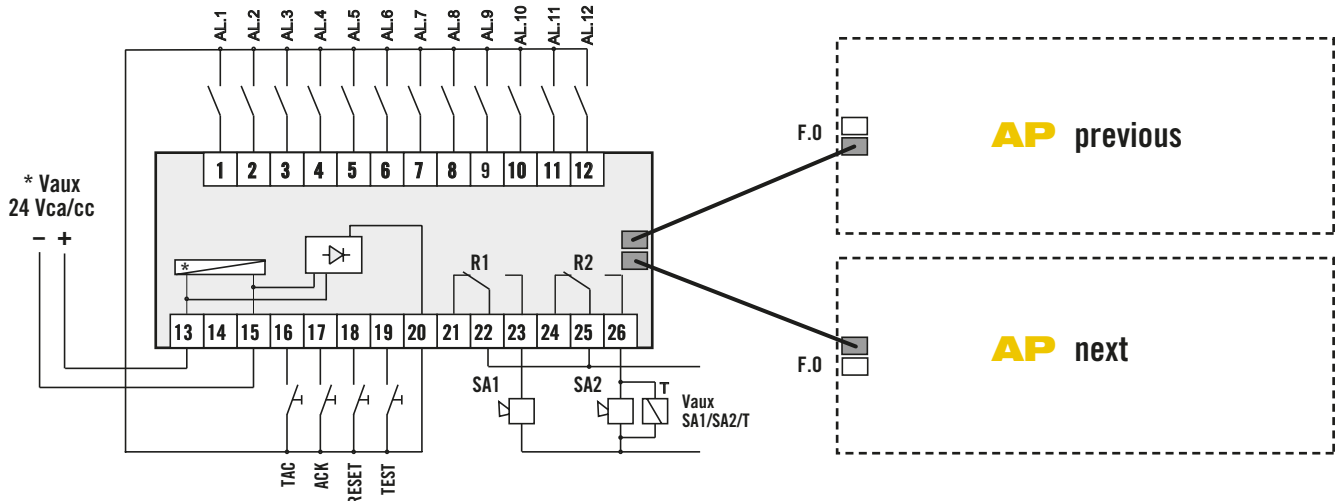 AL.1 AL.2 AL.3 AL.4 AL.5 AL.6 AL.7 AL.8 AL.9 AL.10 AL.11 AL.12
1 2 3 4 5 6 7 8 9 10 11 12
* Vaux
24 Vca/cc
– +
*
R1 R2
13 14 15 16 17 18 19 20 21 22 23 24 25 26
SA1 SA2 T
Vaux
SA1/SA2/T
TAC ACK RESET TEST
F.O
AP previous
AP next
F.O